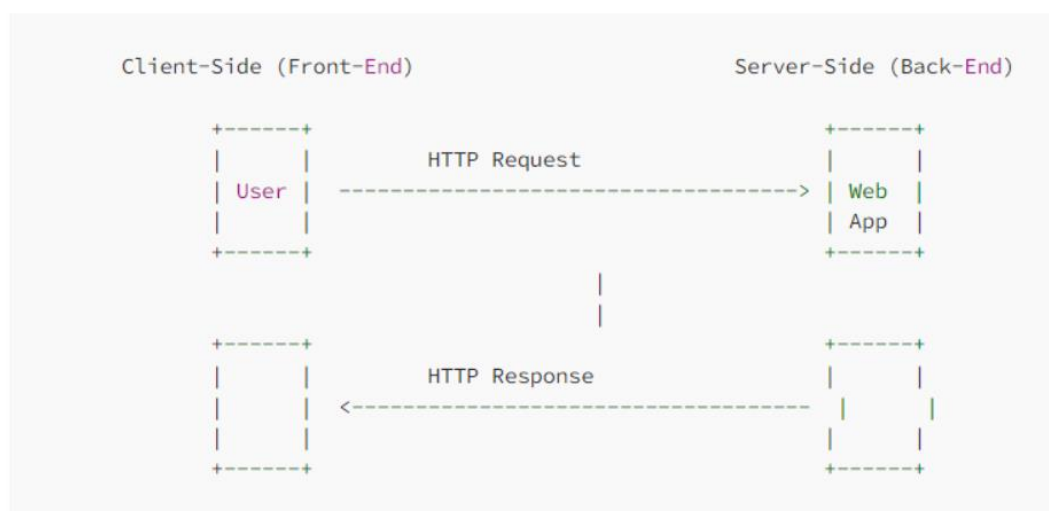 Client-Side (Front-End) Server-Side (Back-End)
+------+ +------+
| | HTTP Request | |
| User | -----------------------------------> | Web |
| | | App |
+------+ +------+
|
|
+------+ +------+
| | HTTP Response | |
| | <----------------------------------- | |
| | | |
+------+ +------+